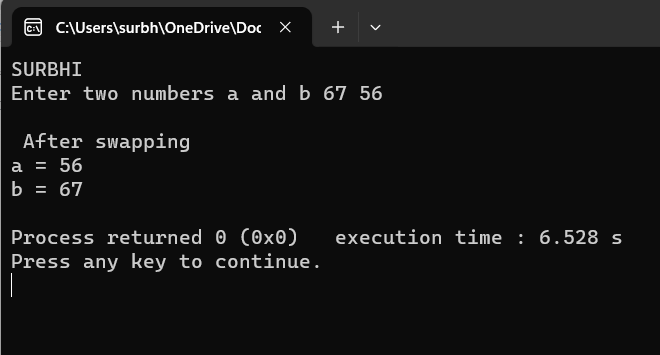 C:\Users\surbh\OneDrive\Doc
SURBHI
Enter two numbers a and b 67 56
After swapping
a = 56
b = 67
Process returned 0 (0x0)   execution time : 6.528 s
Press any key to continue.